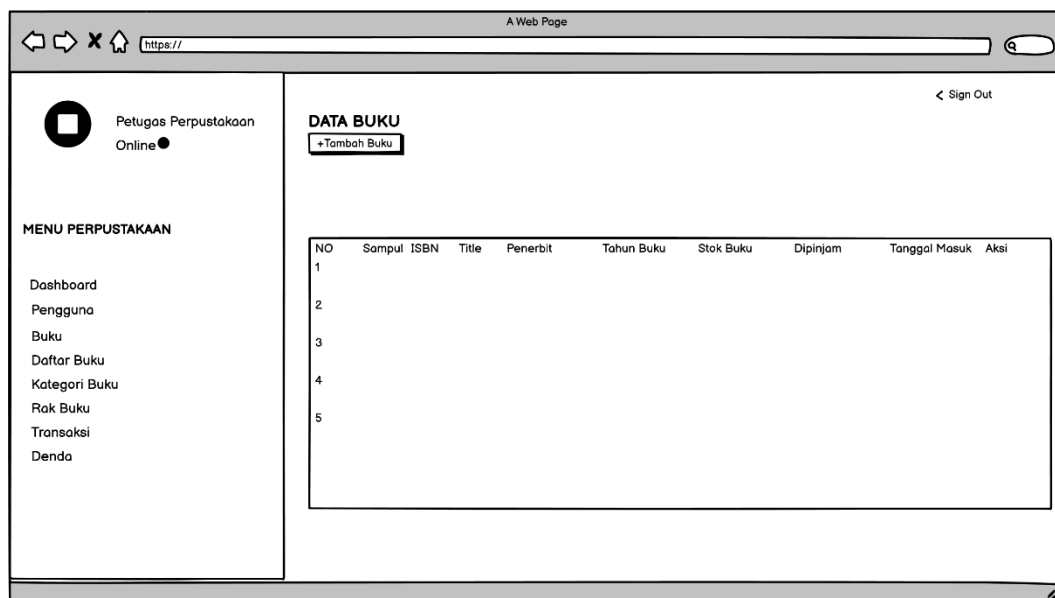 A Web Page
https://
< Sign Out
Petugas Perpustakaan
Online
MENU PERPUSTAKAAN
Dashboard
Pengguna
Buku
Daftar Buku
Kategori Buku
Rak Buku
Transaksi
Denda
DATA BUKU
+Tambah Buku
NO Sampul ISBN Title Penerbit Tahun Buku Stok Buku Dipinjam Tanggal Masuk Aksi
1
2
3
4
5